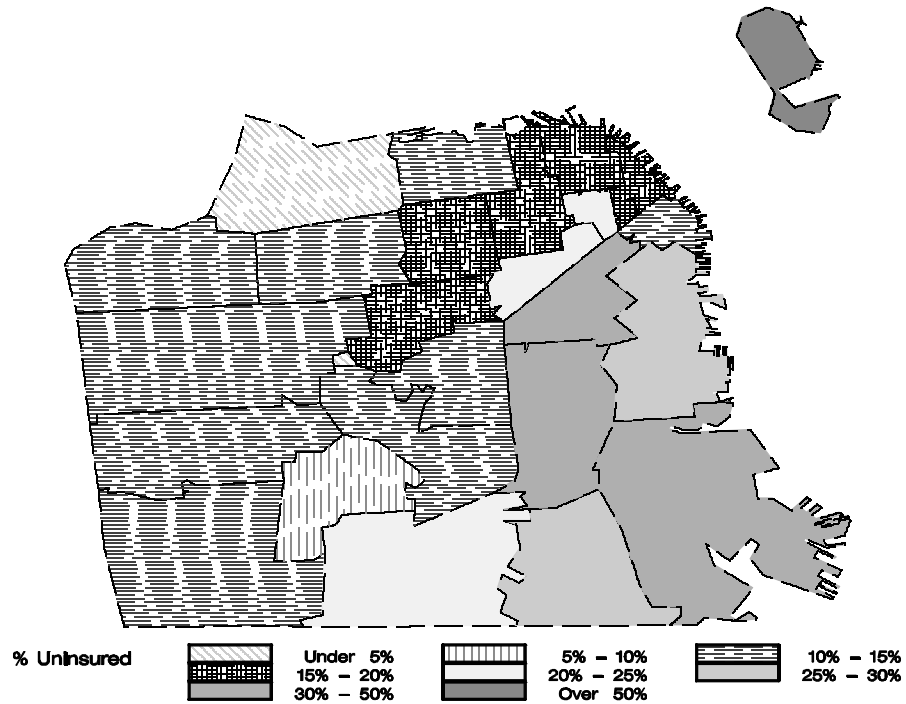 % Uninsured Under 5% 5% - 10% 10% - 15%
15% - 20% 20% - 25% 25% - 30%
30% - 50% Over 50%